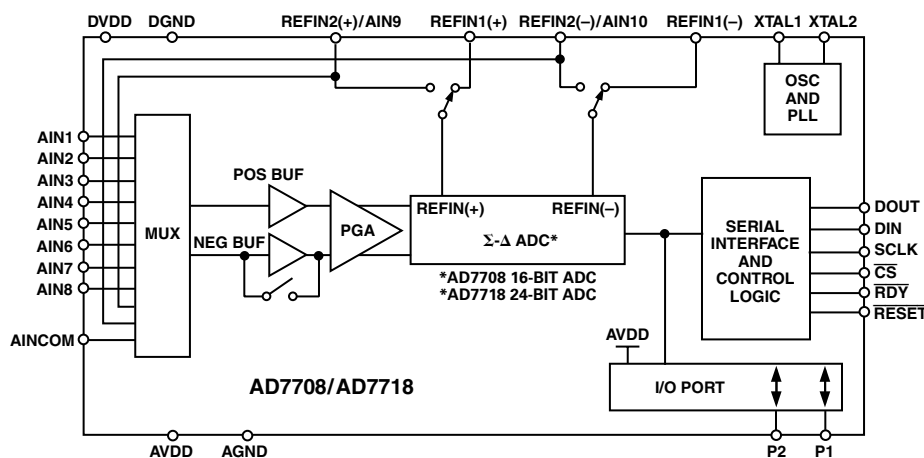 DVDD DGND REFIN2(+)/AIN9 REFIN1(+) REFIN2(–)/AIN10 REFIN1(–) XTAL1 XTAL2
OSC
AND
PLL
AIN1
AIN2
AIN3
AIN4
AIN5
AIN6
AIN7
AIN8
AINCOM
MUX
POS BUF
NEG BUF
PGA
REFIN(+) REFIN(–)
Σ-Δ ADC*
*AD7708 16-BIT ADC
*AD7718 24-BIT ADC
SERIAL
INTERFACE
AND
CONTROL
LOGIC
DOUT
DIN
SCLK
CS
RDY
RESET
AVDD
I/O PORT
AD7708/AD7718
AVDD AGND P2 P1